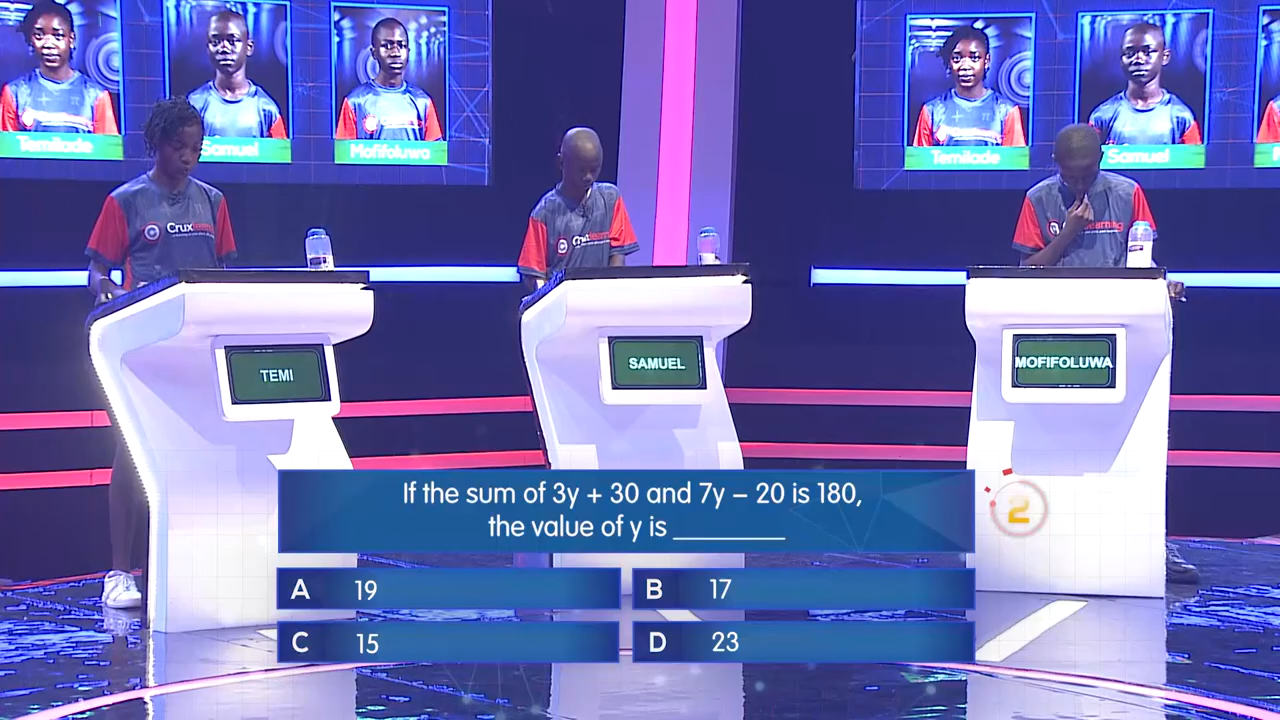 Temilade
Samuel
Mofifoluwa
Temilade
Samuel
Cruxlearning
TEMI
SAMUEL
MOFIFOLUWA
If the sum of 3y + 30 and 7y – 20 is 180,
the value of y is ________
2
A 19
B 17
C 15
D 23